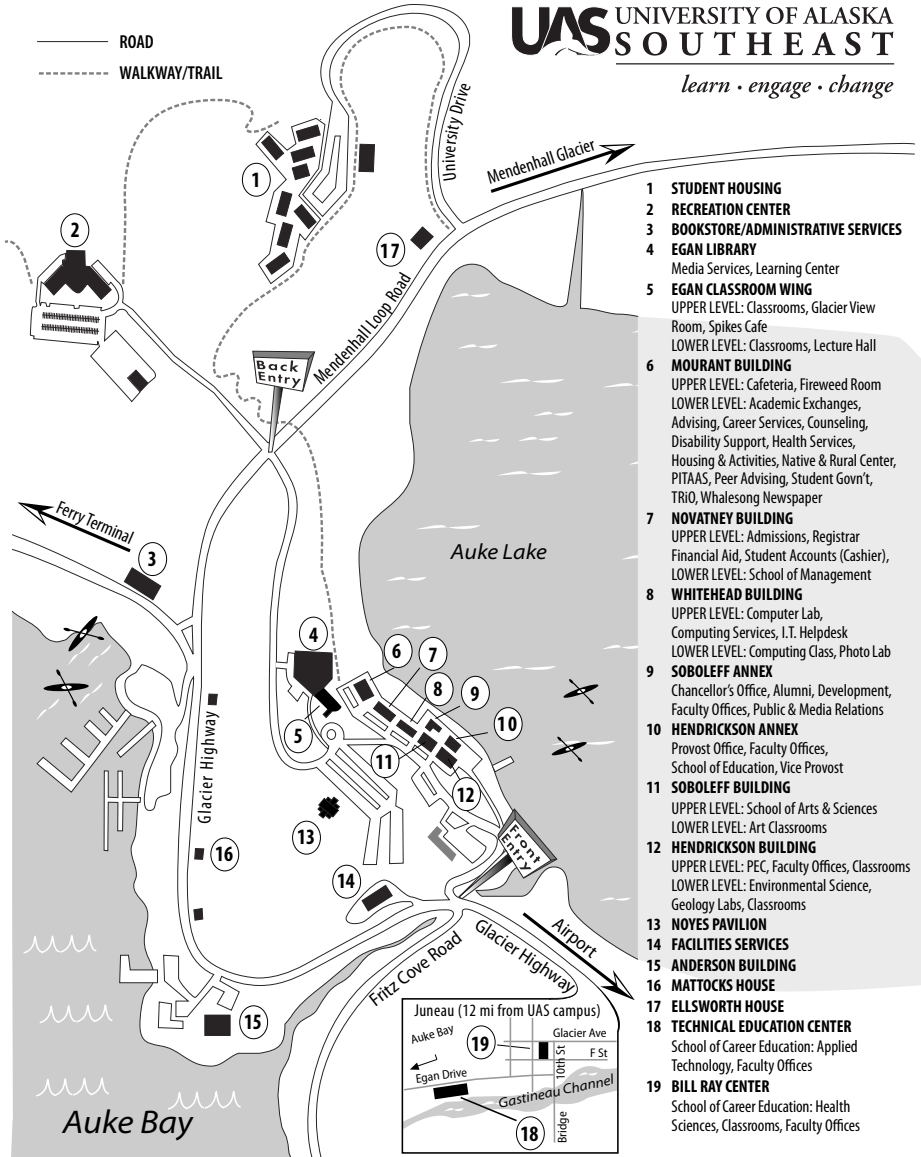 ROAD
WALKWAY/TRAIL
UAS UNIVERSITY OF ALASKA
SOUTHEAST
learn · engage · change
University Drive
Mendenhall Glacier
1
2
17
Mendenhall Loop Road
Back
Entry
Ferry Terminal
3
Auke Lake
4
6
7
8
9
5
10
11
12
Glacier Highway
13
Front
Entry
16
14
Airport
Fritz Cove Road
Glacier Highway
15
Auke Bay
Juneau (12 mi from UAS campus)
Auke Bay
19
Glacier Ave
F St
10th St
Egan Drive
Gastineau Channel
18
Bridge
1 STUDENT HOUSING
2 RECREATION CENTER
3 BOOKSTORE/ADMINISTRATIVE SERVICES
4 EGAN LIBRARY
Media Services, Learning Center
5 EGAN CLASSROOM WING
UPPER LEVEL: Classrooms, Glacier View
Room, Spikes Cafe
LOWER LEVEL: Classrooms, Lecture Hall
6 MOURANT BUILDING
UPPER LEVEL: Cafeteria, Fireweed Room
LOWER LEVEL: Academic Exchanges,
Advising, Career Services, Counseling,
Disability Support, Health Services,
Housing & Activities, Native & Rural Center,
PITAAS, Peer Advising, Student Govn't,
TRiO, Whalesong Newspaper
7 NOVATNEY BUILDING
UPPER LEVEL: Admissions, Registrar
Financial Aid, Student Accounts (Cashier),
LOWER LEVEL: School of Management
8 WHITEHEAD BUILDING
UPPER LEVEL: Computer Lab,
Computing Services, I.T. Helpdesk
LOWER LEVEL: Computing Class, Photo Lab
9 SOBOLEFF ANNEX
Chancellor's Office, Alumni, Development,
Faculty Offices, Public & Media Relations
10 HENDRICKSON ANNEX
Provost Office, Faculty Offices,
School of Education, Vice Provost
11 SOBOLEFF BUILDING
UPPER LEVEL: School of Arts & Sciences
LOWER LEVEL: Art Classrooms
12 HENDRICKSON BUILDING
UPPER LEVEL: PEC, Faculty Offices, Classrooms
LOWER LEVEL: Environmental Science,
Geology Labs, Classrooms
13 NOYES PAVILION
14 FACILITIES SERVICES
15 ANDERSON BUILDING
16 MATTOCKS HOUSE
17 ELLSWORTH HOUSE
18 TECHNICAL EDUCATION CENTER
School of Career Education: Applied
Technology, Faculty Offices
19 BILL RAY CENTER
School of Career Education: Health
Sciences, Classrooms, Faculty Offices